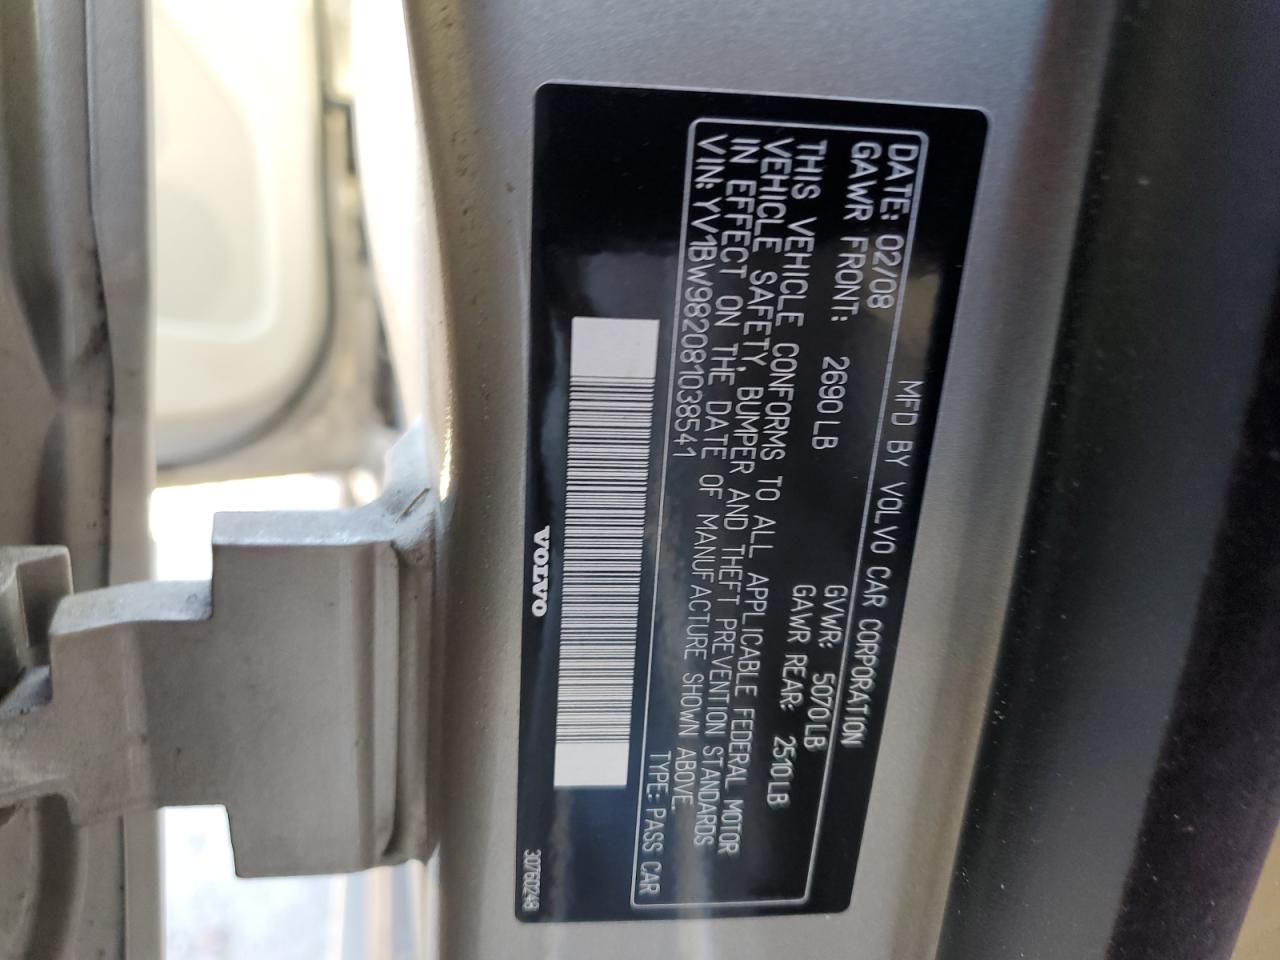 DATE: 02/08 MFD BY VOLVO CAR CORPORATION
GVWR: 5070LB
GAWR FRONT: 2690LB GAWR REAR: 2510LB
THIS VEHICLE CONFORMS TO ALL APPLICABLE FEDERAL MOTOR
VEHICLE SAFETY, BUMPER AND THEFT PREVENTION STANDARDS
IN EFFECT ON THE DATE OF MANUFACTURE SHOWN ABOVE.
VIN: YV1BW982081038541 TYPE: PASS CAR
VOLVO
30760248